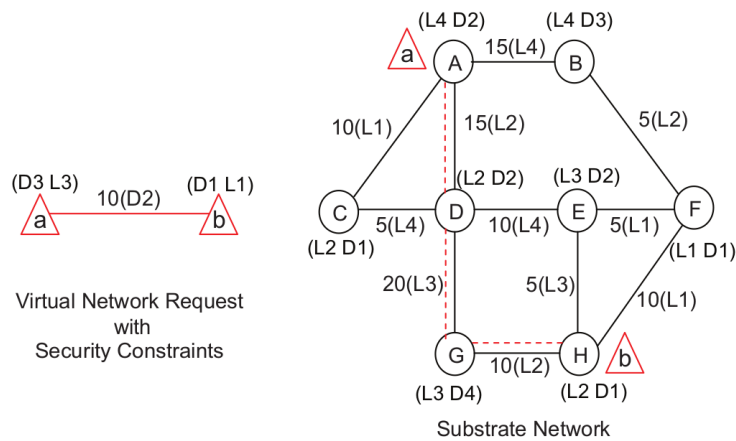 (L4 D2)
(L4 D3)
a
A
15(L4)
B
10(L1)
15(L2)
5(L2)
(D3 L3)
10(D2)
(D1 L1)
a
b
(L2 D2)
(L3 D2)
C
5(L4)
D
10(L4)
E
5(L1)
F
(L2 D1)
(L1 D1)
20(L3)
5(L3)
10(L1)
Virtual Network Request
with
Security Constraints
G
10(L2)
H
b
(L3 D4)
(L2 D1)
Substrate Network